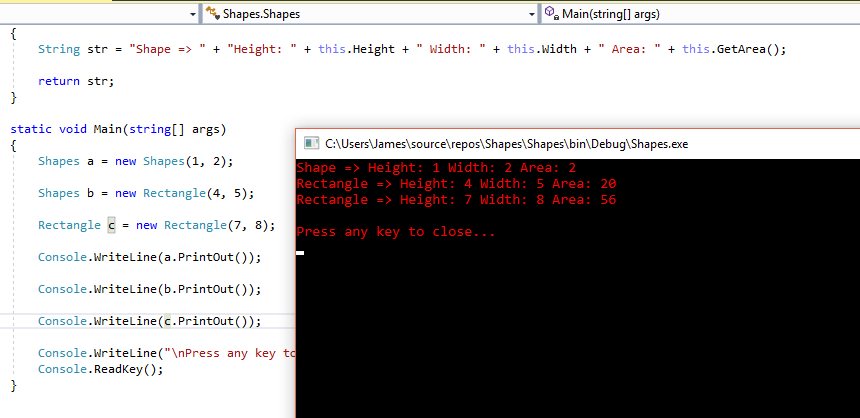 Shapes.Shapes
Main(string[] args)
{
String str = "Shape => " + "Height: " + this.Height + " Width: " + this.Width + " Area: " + this.GetArea();
return str;
}
static void Main(string[] args)
{
Shapes a = new Shapes(1, 2);
Shapes b = new Rectangle(4, 5);
Rectangle c = new Rectangle(7, 8);
Console.WriteLine(a.PrintOut());
Console.WriteLine(b.PrintOut());
Console.WriteLine(c.PrintOut());
Console.WriteLine("\nPress any key to
Console.ReadKey();
}
C:\Users\James\source\repos\Shapes\Shapes\bin\Debug\Shapes.exe
Shape => Height: 1 Width: 2 Area: 2
Rectangle => Height: 4 Width: 5 Area: 20
Rectangle => Height: 7 Width: 8 Area: 56
Press any key to close...